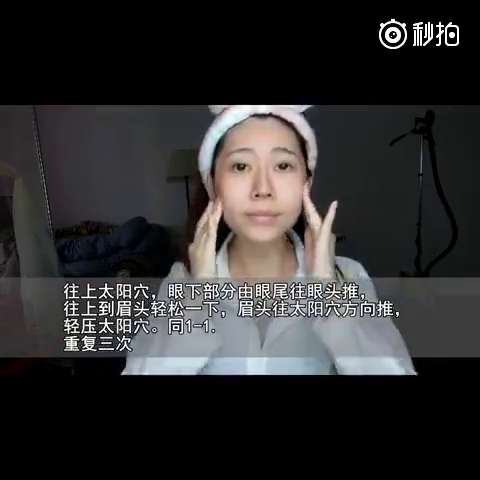 秒拍
往上太阳穴，眼下部分由眼尾往眼头推，
往上到眉头轻松一下，眉头往太阳穴方向推，
轻压太阳穴。同1-1.
重复三次